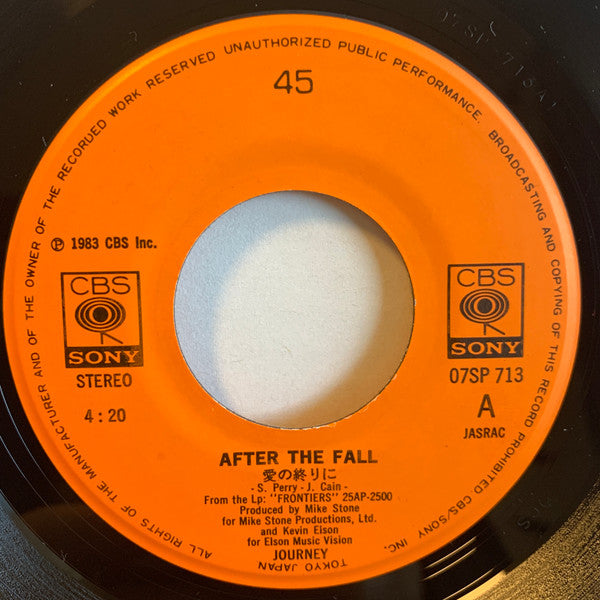 ALL RIGHTS OF THE MANUFACTURER AND OF THE OWNER OF THE RECORDED WORK RESERVED UNAUTHORIZED PUBLIC PERFORMANCE. BROADCASTING AND COPYING OF THIS RECORD PROHIBITED CBS/SONY INC.
TOKYO JAPAN
45
℗ 1983 CBS Inc.
CBS
SONY
STEREO
4:20
CBS
SONY
07SP 713
A
JASRAC
AFTER THE FALL
愛の終りに
- S. Perry - J. Cain -
From the Lp: "FRONTIERS" 25AP-2500
Produced by Mike Stone
for Mike Stone Productions, Ltd.
and Kevin Elson
for Elson Music Vision
JOURNEY